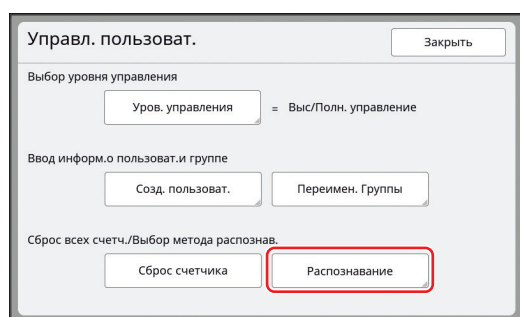 Управл. пользоват.
Закрыть
Выбор уровня управления
Уров. управления = Выс/Полн. управление
Ввод информ.о пользоват.и группе
Созд. пользоват. Переимен. Группы
Сброс всех счетч./Выбор метода распознав.
Сброс счетчика Распознавание